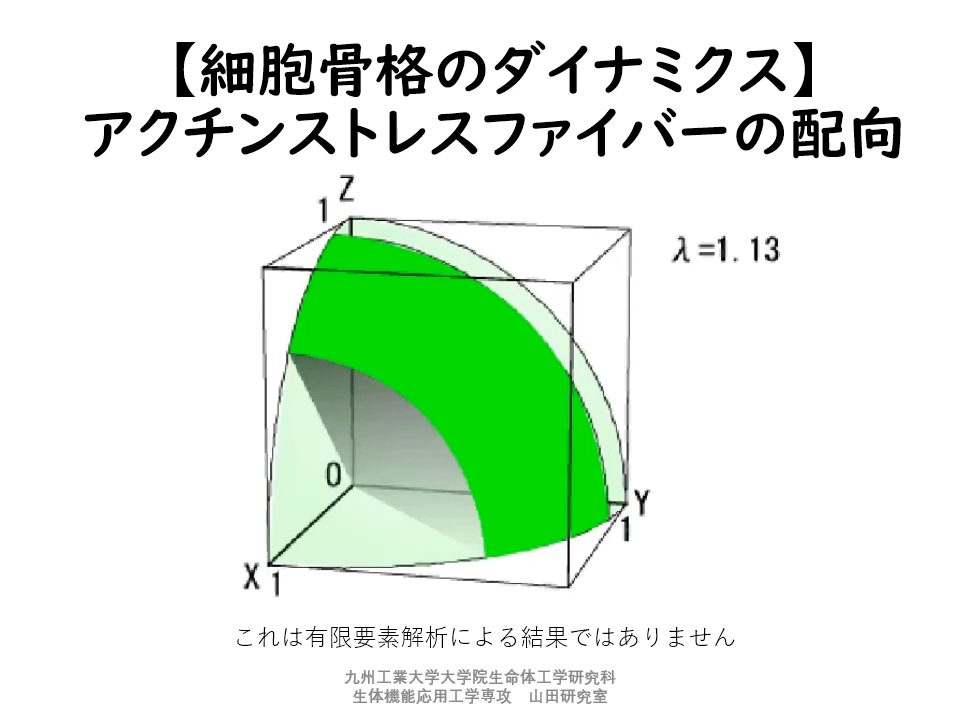 【細胞骨格のダイナミクス】
アクチンストレスファイバーの配向
Z
1
λ=1.13
0
Y
1
X 1
これは有限要素解析による結果ではありません
九州工業大学大学院生命体工学研究科
生体機能応用工学専攻　山田研究室